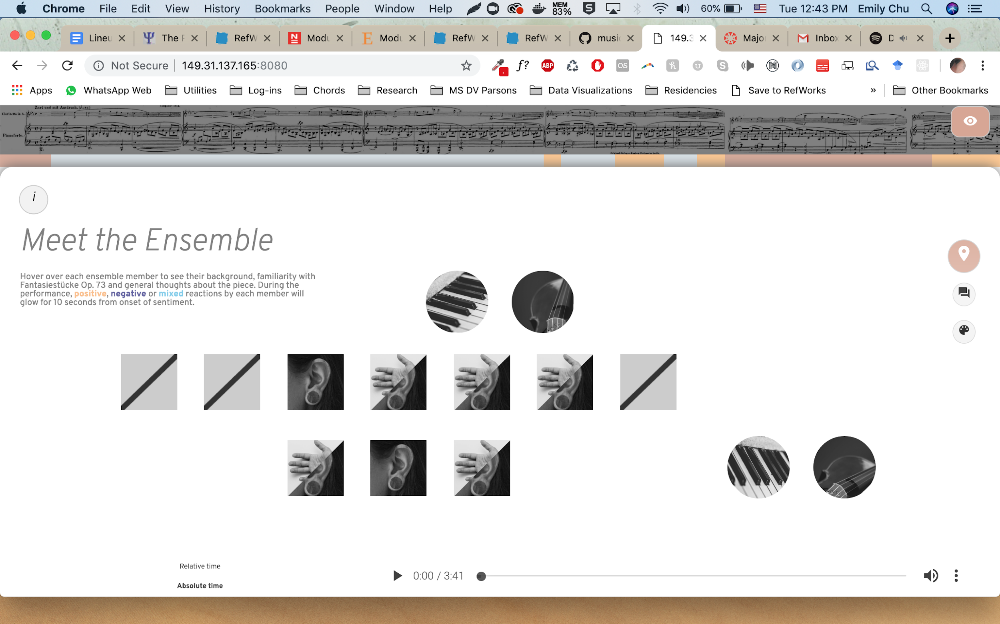 Chrome File Edit View History Bookmarks People Window Help MEM 83% 60% Tue 12:43 PM Emily Chu
Lineu The P RefW Modu Modu RefW RefW music 149.3 Major Inbox D
Not Secure 149.31.137.165:8080 f? ABP
Apps WhatsApp Web Utilities Log-ins Chords Research MS DV Parsons Data Visualizations Residencies Save to RefWorks » Other Bookmarks
Zart und mit Ausdruck.
Clarinetto in A.
Pianoforte.
i
Meet the Ensemble
Hover over each ensemble member to see their background, familiarity with
Fantasiestücke Op. 73 and general thoughts about the piece. During the
performance, positive, negative or mixed reactions by each member will
glow for 10 seconds from onset of sentiment.
Relative time
0:00 / 3:41
Absolute time